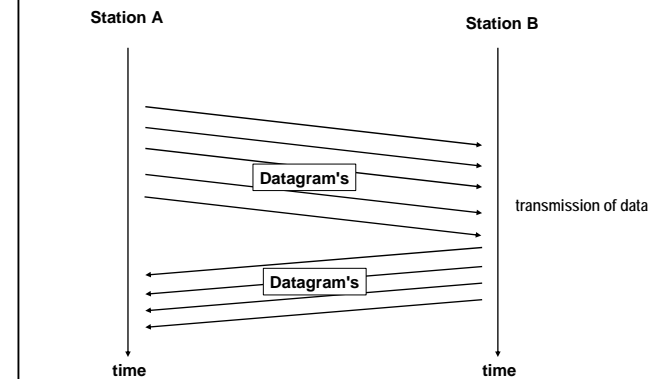 Station A
Station B
Datagram's
transmission of data
Datagram's
time
time